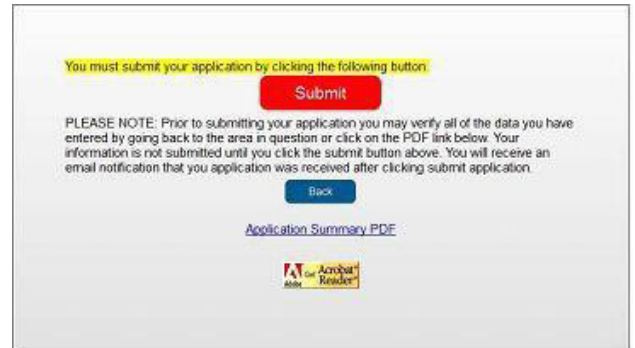 You must submit your application by clicking the following button.
Submit
PLEASE NOTE: Prior to submitting your application you may verify all of the data you have
entered by going back to the area in question or click on the PDF link below. Your
information is not submitted until you click the submit button above. You will receive an
email notification that you application was received after clicking submit application.
Back
Application Summary PDF
Adobe Get Acrobat®
Reader®